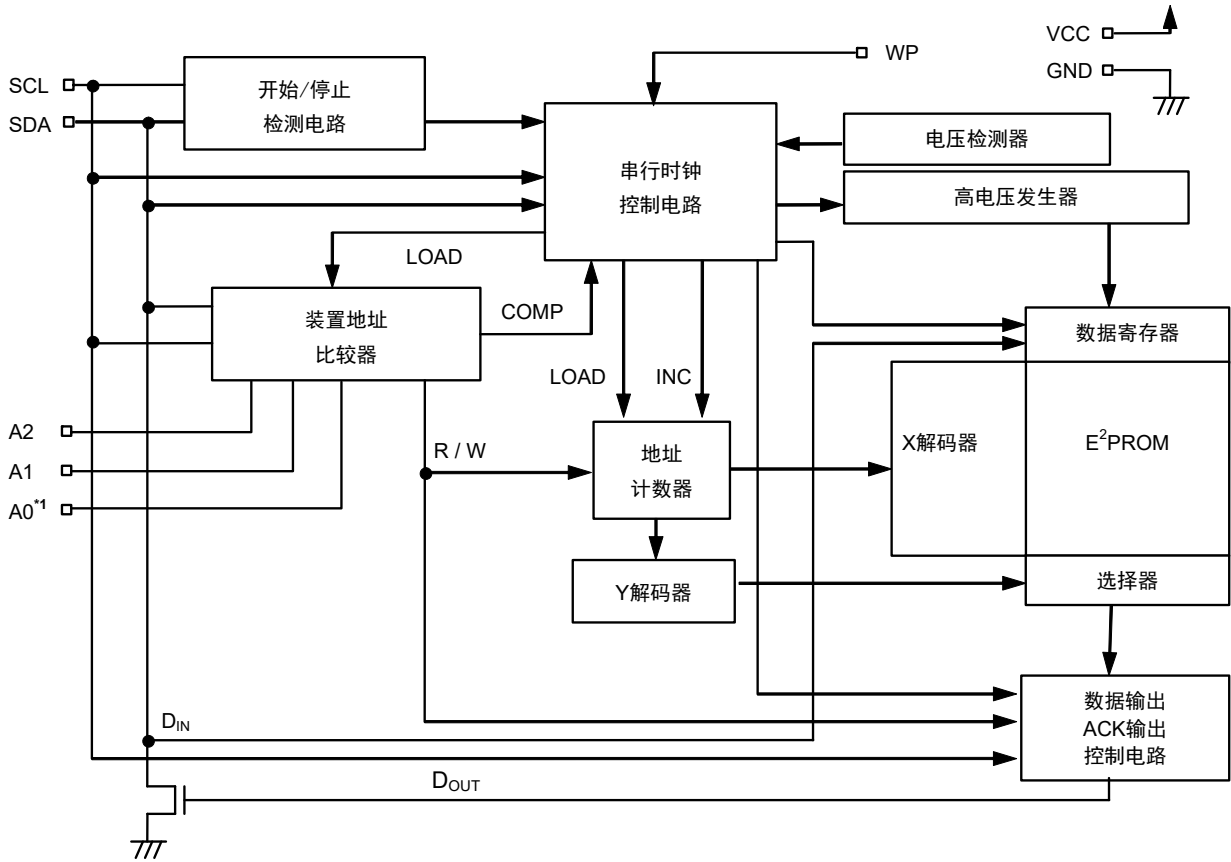 VCC
WP
GND
SCL
SDA
开始/停止
检测电路
电压检测器
串行时钟
控制电路
高电压发生器
LOAD
装置地址
比较器
COMP
数据寄存器
LOAD
INC
A2
A1
A0*1
R / W
地址
计数器
X解码器
E²PROM
Y解码器
选择器
数据输出
ACK输出
控制电路
DIN
DOUT